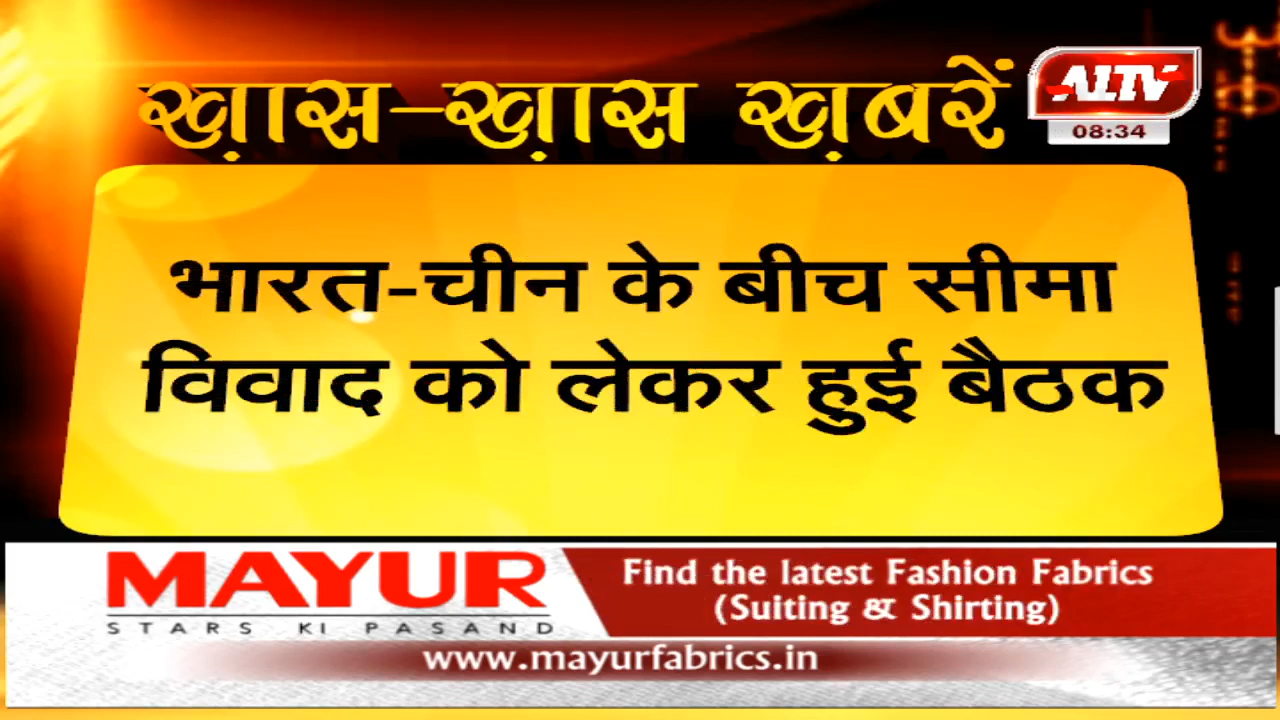 ख़ास-ख़ास ख़बरें
A1TV
08:34
भारत-चीन के बीच सीमा
विवाद को लेकर हुई बैठक
MAYUR
STARS KI PASAND
Find the latest Fashion Fabrics
(Suiting & Shirting)
www.mayurfabrics.in